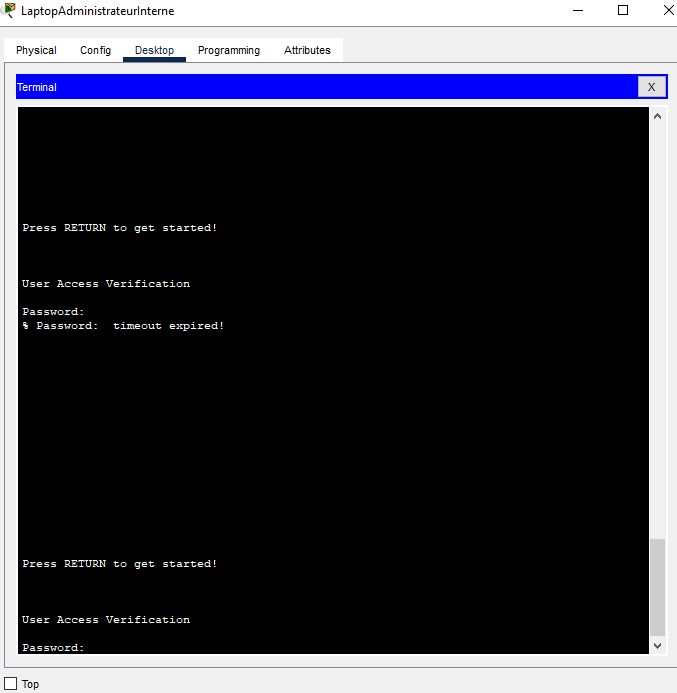 LaptopAdministrateurInterne
Physical Config Desktop Programming Attributes
Terminal X
Press RETURN to get started!
User Access Verification
Password:
% Password:  timeout expired!
Press RETURN to get started!
User Access Verification
Password:
Top